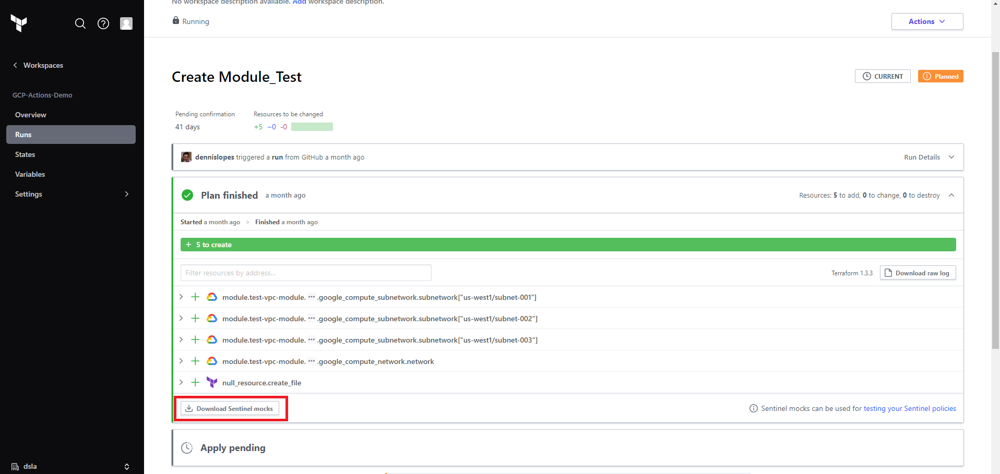 No workspace description available. Add workspace description.
Running
Actions
Workspaces
GCP-Actions-Demo
Overview
Runs
States
Variables
Settings
dsla
Create Module_Test
CURRENT
Planned
Pending confirmation
Resources to be changed
41 days
+5 ~0 -0
dennislopes triggered a run from GitHub a month ago
Run Details
Plan finished a month ago
Resources: 5 to add, 0 to change, 0 to destroy
Started a month ago > Finished a month ago
+ 5 to create
Filter resources by address...
Terraform 1.3.3
Download raw log
module.test-vpc-module. ••• .google_compute_subnetwork.subnetwork["us-west1/subnet-001"]
module.test-vpc-module. ••• .google_compute_subnetwork.subnetwork["us-west1/subnet-002"]
module.test-vpc-module. ••• .google_compute_subnetwork.subnetwork["us-west1/subnet-003"]
module.test-vpc-module. ••• .google_compute_network.network
null_resource.create_file
Download Sentinel mocks
Sentinel mocks can be used for testing your Sentinel policies
Apply pending